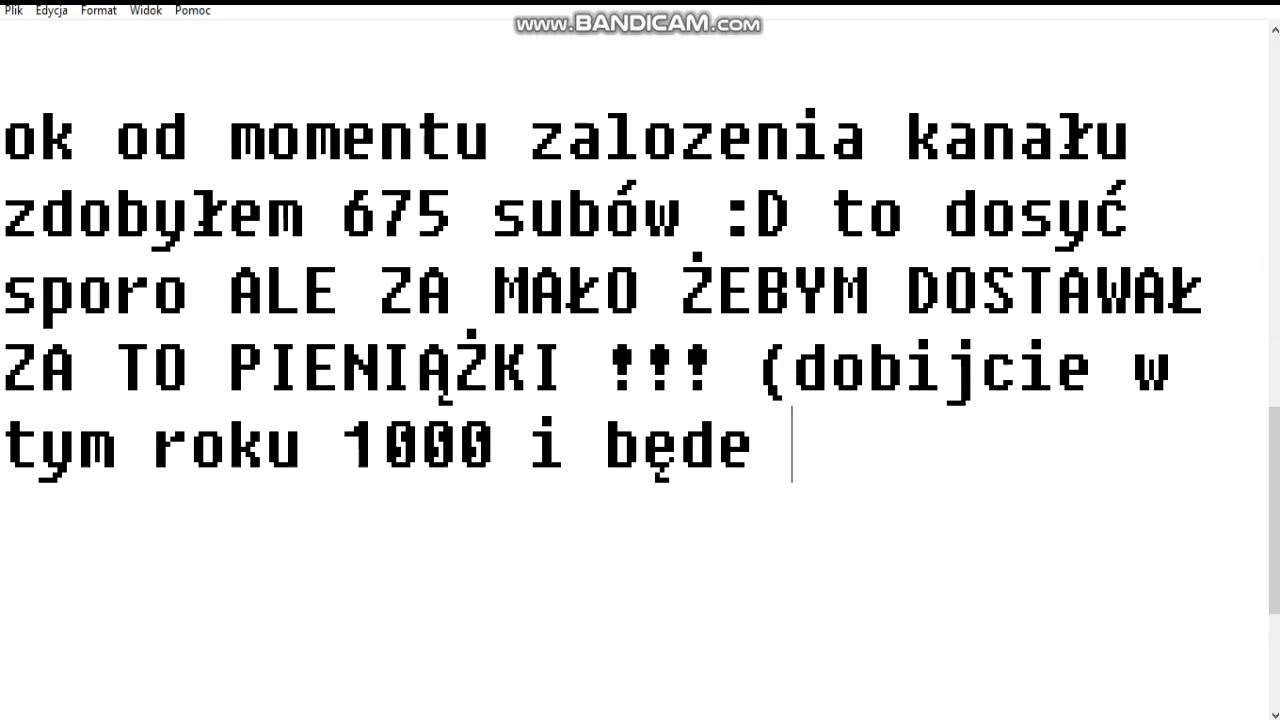 Plik Edycja Format Widok Pomoc
www.BANDICAM.com
ok od momentu zalozenia kanału
zdobyłem 675 subów :D to dosyć
sporo ALE ZA MAŁO ŻEBYM DOSTAWAŁ
ZA TO PIENIĄŻKI !!! (dobijcie w
tym roku 1000 i będe